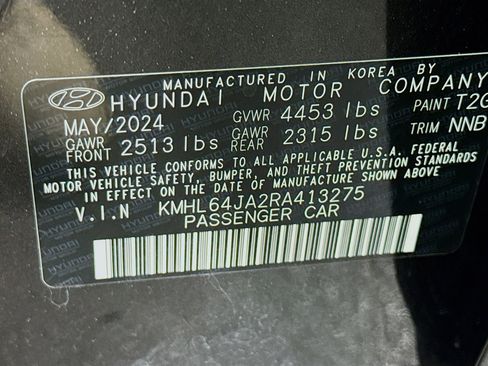 MANUFACTURED IN KOREA BY
HYUNDAI MOTOR COMPANY
MAY/2024 GVWR 4453 lbs PAINT T2G
GAWR FRONT 2513 lbs GAWR REAR 2315 lbs TRIM NNB
THIS VEHICLE CONFORMS TO ALL APPLICABLE U.S.A. FEDERAL
MOTOR VEHICLE SAFETY, BUMPER, AND THEFT PREVENTION STANDARDS
IN EFFECT ON THE DATE OF MANUFACTURE SHOWN ABOVE.
V.I.N KMHL64JA2RA413275
PASSENGER CAR